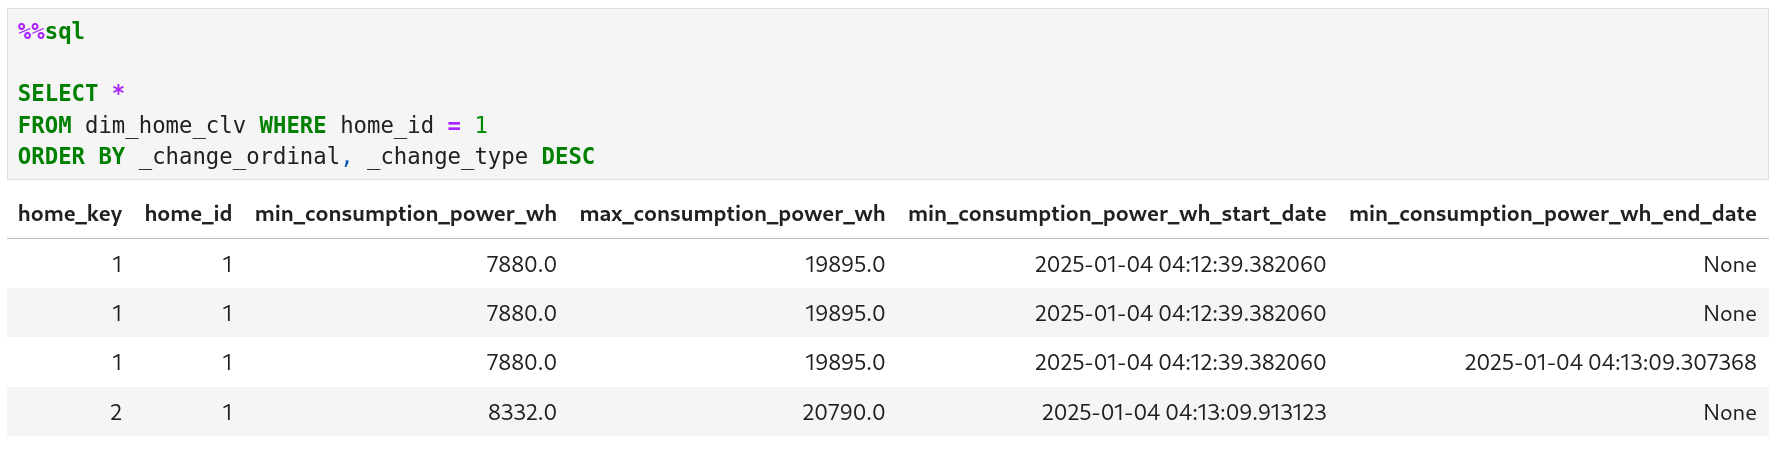 %%sql
SELECT *
FROM dim_home_clv WHERE home_id = 1
ORDER BY _change_ordinal, _change_type DESC
home_key home_id min_consumption_power_wh max_consumption_power_wh min_consumption_power_wh_start_date min_consumption_power_wh_end_date
1 1 7880.0 19895.0 2025-01-04 04:12:39.382060 None
1 1 7880.0 19895.0 2025-01-04 04:12:39.382060 None
1 1 7880.0 19895.0 2025-01-04 04:12:39.382060 2025-01-04 04:13:09.307368
2 1 8332.0 20790.0 2025-01-04 04:13:09.913123 None